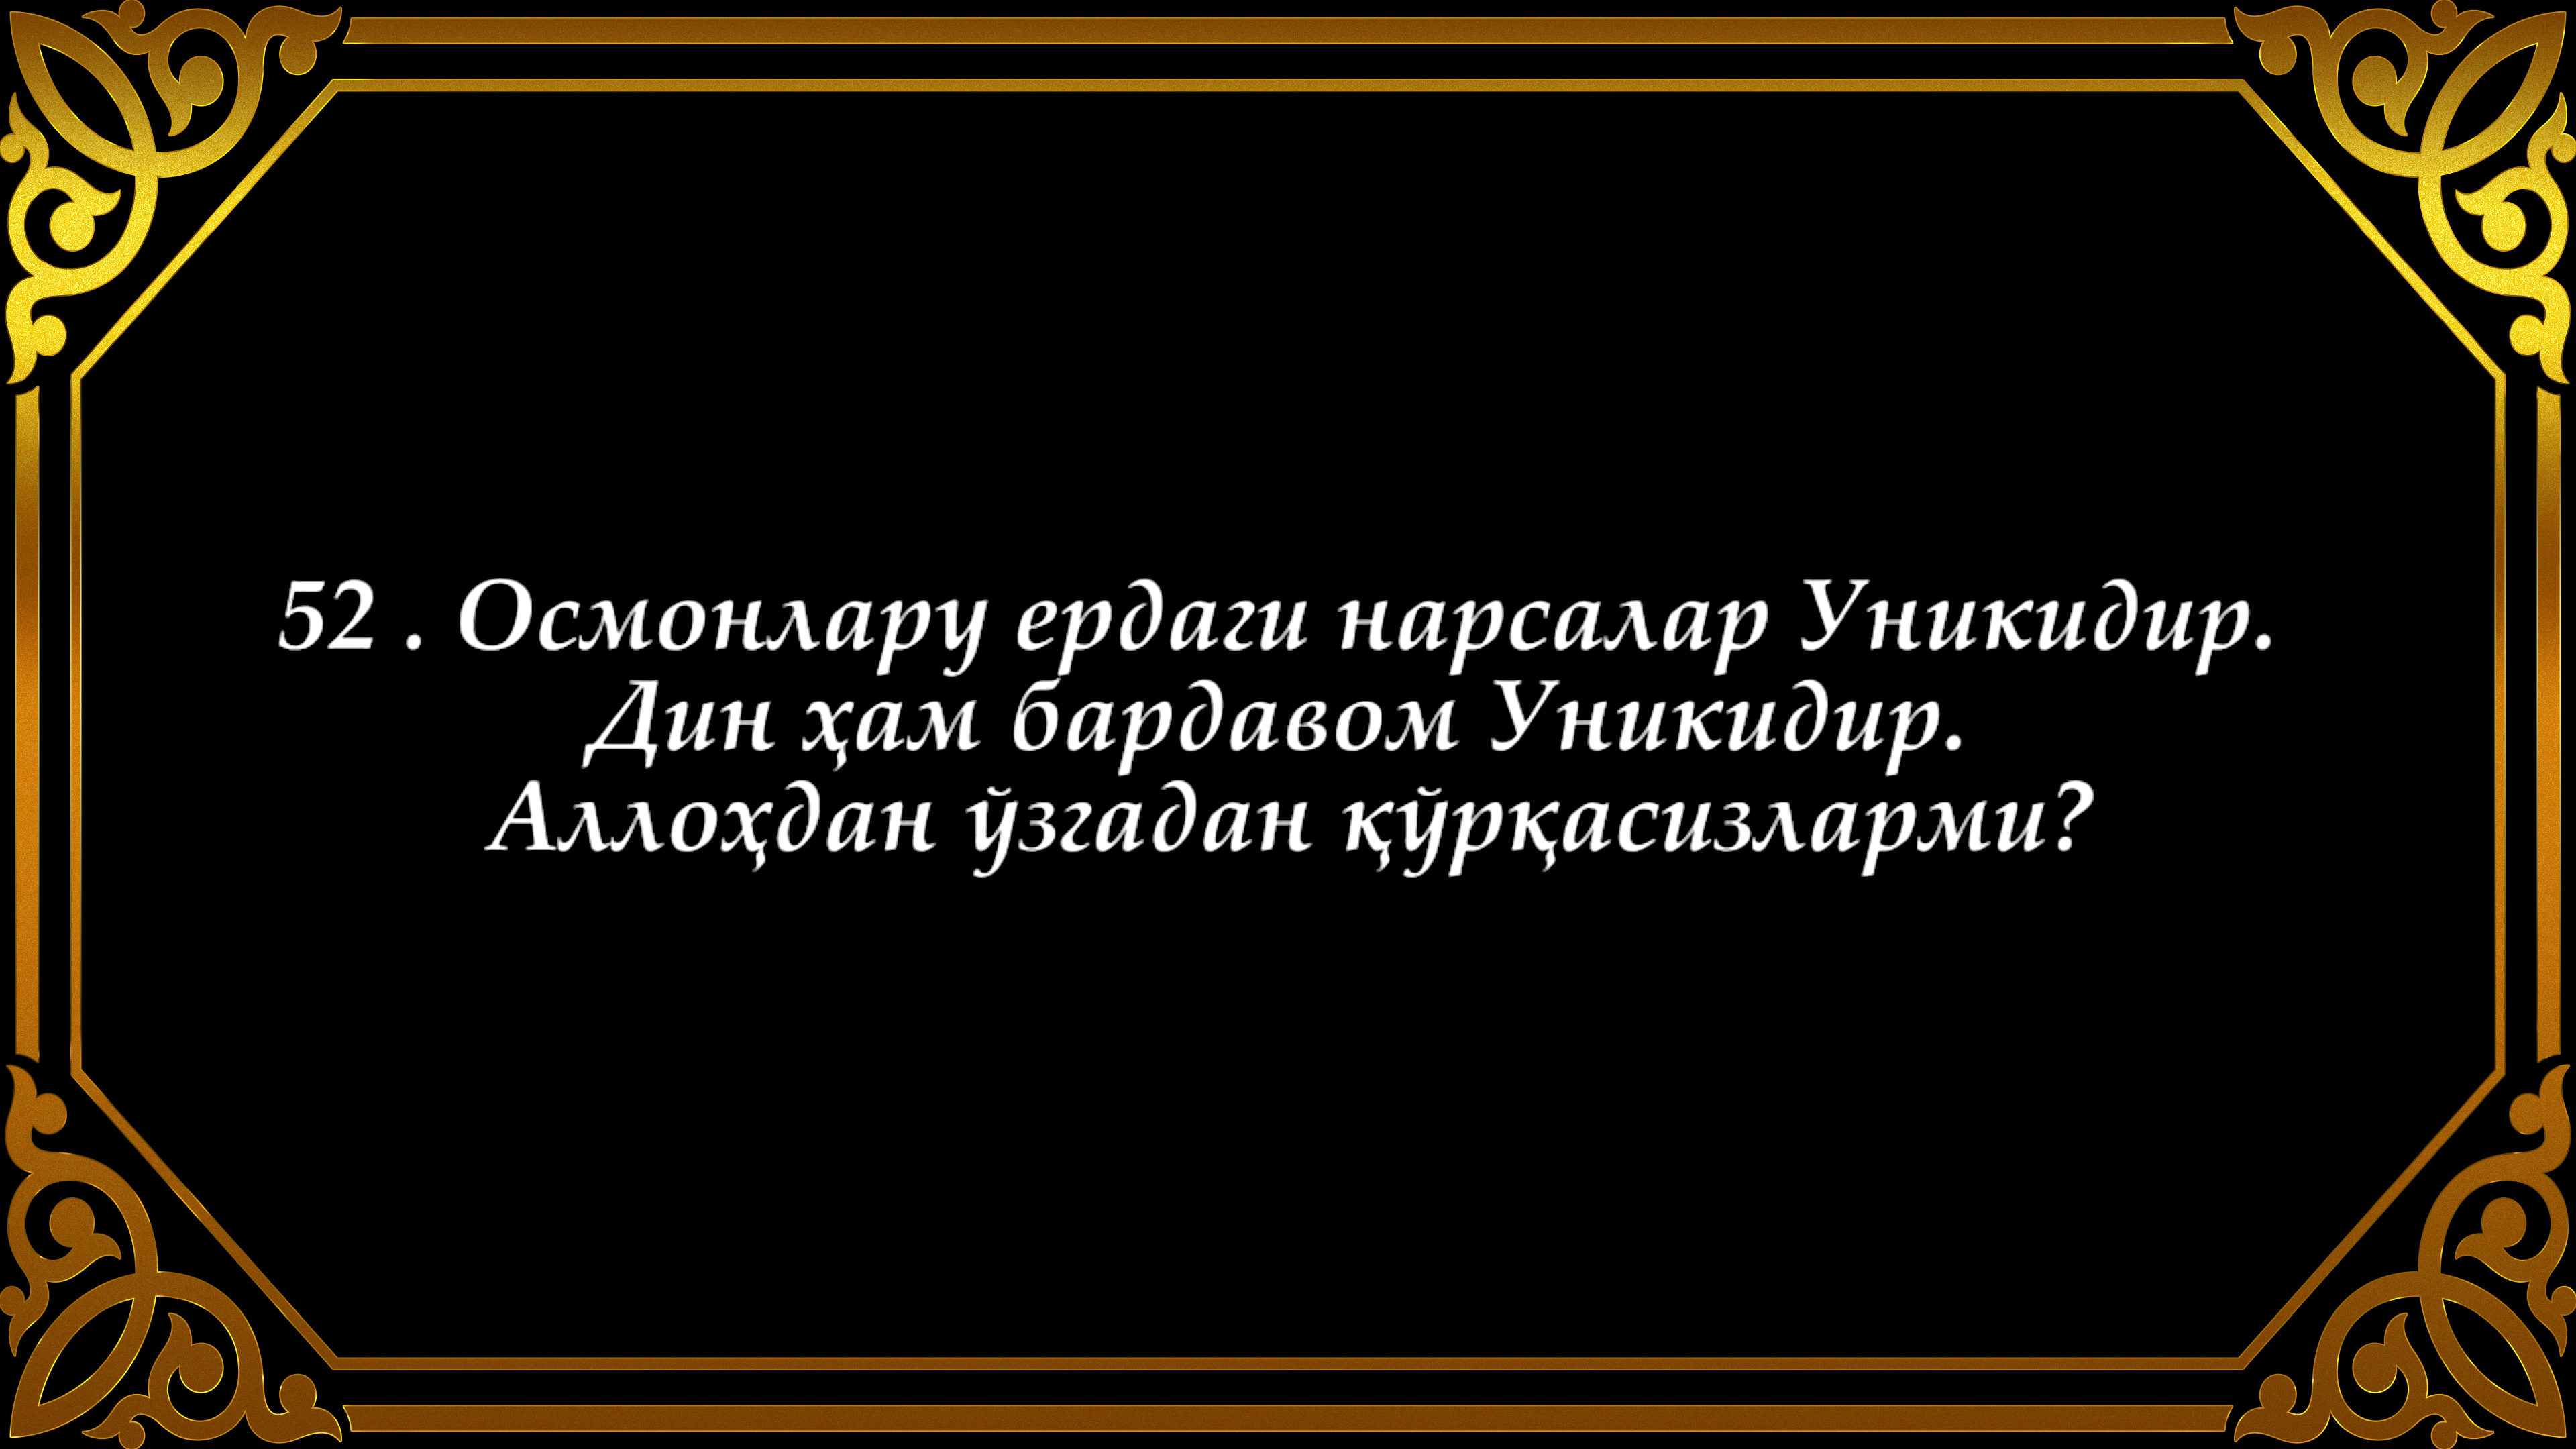 52 . Осмонлару ердаги нарсалар Уникидир.
Дин ҳам бардавом Уникидир.
Аллоҳдан ўзгадан қўрқасизларми?